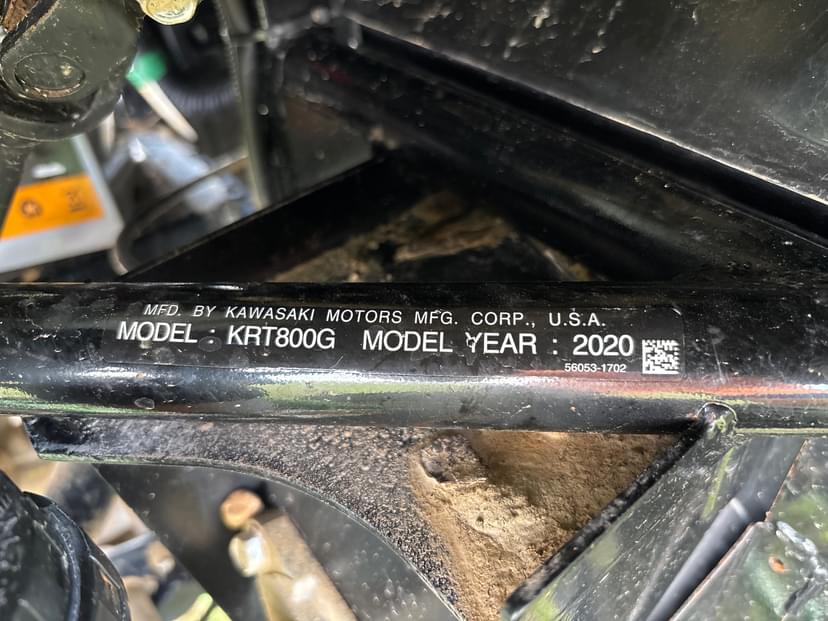 MFD. BY KAWASAKI MOTORS MFG. CORP., U.S.A.
MODEL : KRT800G MODEL YEAR : 2020
56053-1702